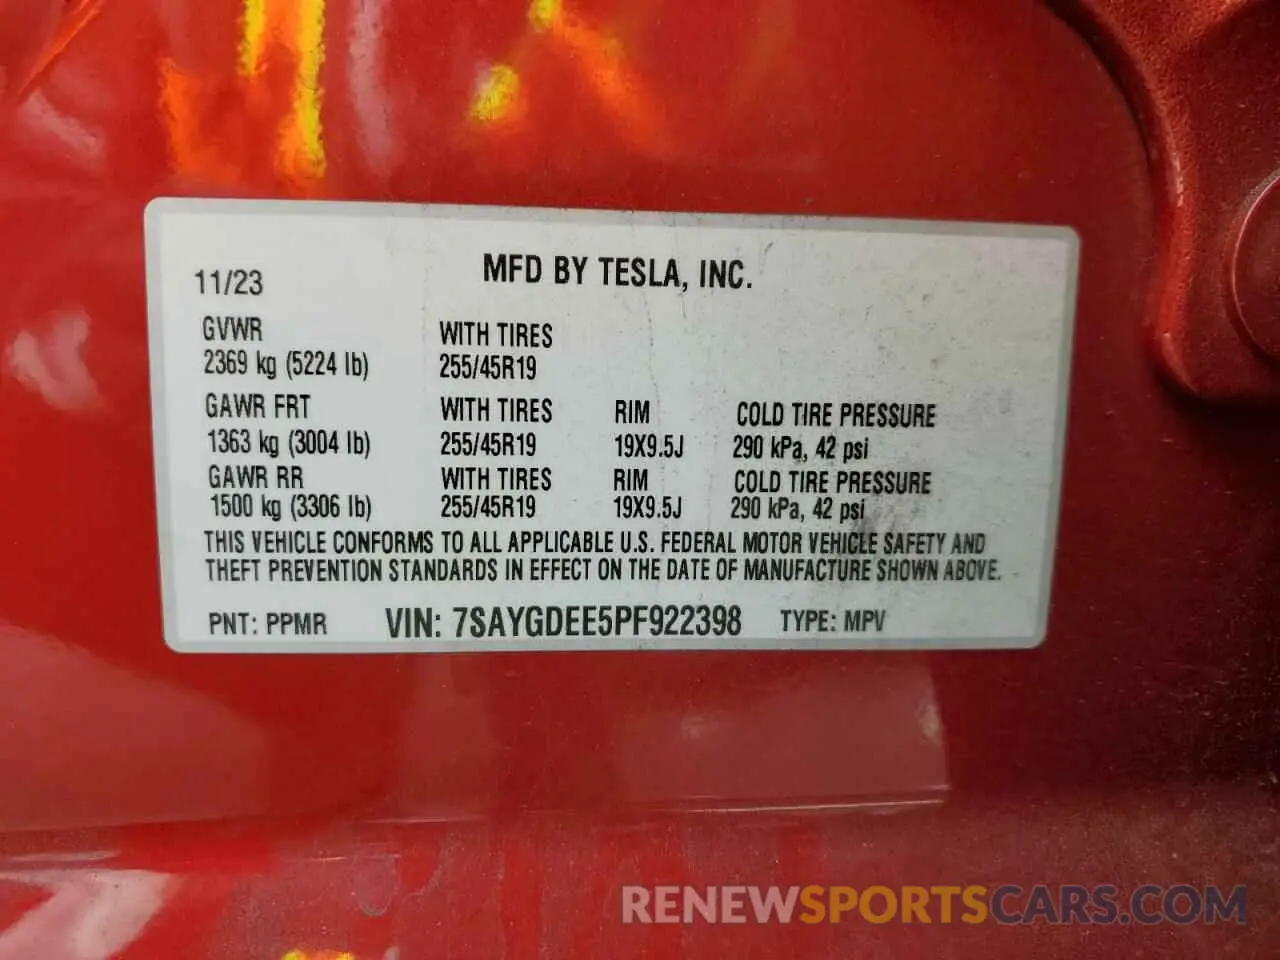 11/23 MFD BY TESLA, INC.
GVWR WITH TIRES
2369 kg (5224 lb) 255/45R19
GAWR FRT WITH TIRES RIM COLD TIRE PRESSURE
1363 kg (3004 lb) 255/45R19 19X9.5J 290 kPa, 42 psi
GAWR RR WITH TIRES RIM COLD TIRE PRESSURE
1500 kg (3306 lb) 255/45R19 19X9.5J 290 kPa, 42 psi
THIS VEHICLE CONFORMS TO ALL APPLICABLE U.S. FEDERAL MOTOR VEHICLE SAFETY AND
THEFT PREVENTION STANDARDS IN EFFECT ON THE DATE OF MANUFACTURE SHOWN ABOVE.
PNT: PPMR VIN: 7SAYGDEE5PF922398 TYPE: MPV
RENEWSPORTSCARS.COM